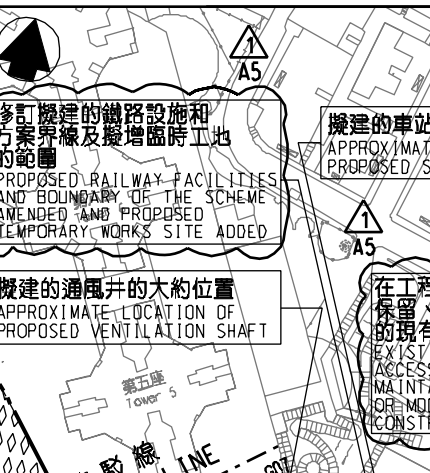 1
A5
修訂擬建的鐵路設施和
方案界線及擬增臨時工地
的範圍
PROPOSED RAILWAY FACILITIES
AND BOUNDARY OF THE SCHEME
AMENDED AND PROPOSED
TEMPORARY WORKS SITE ADDED
擬建的車站
PROPOSED S
1
A5
擬建的通風井的大約位置
APPROXIMATE LOCATION OF
PROPOSED VENTILATION SHAFT
在工程
保留、
的現有
EXIST
ACCESS
MAINTA
OR MOD
CONSTR
第五座
Tower 5
線
LINE